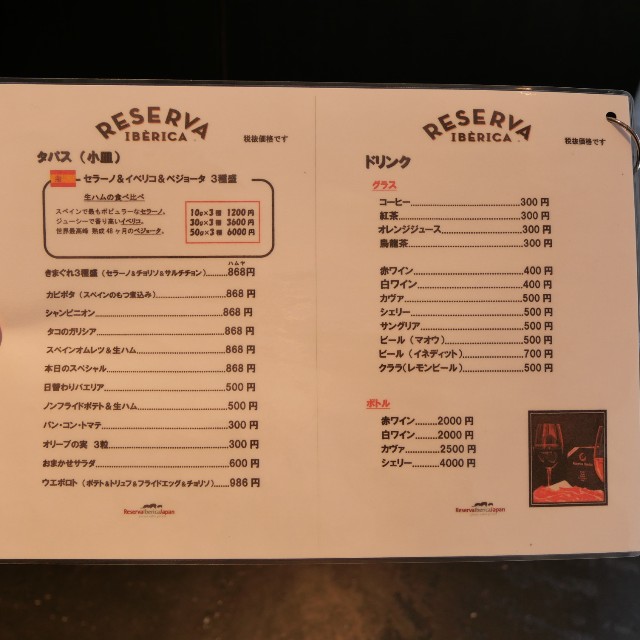 RESERVA
IBÈRICA
税抜価格です
タパス（小皿）
セラーノ&イベリコ&ベジョータ 3種盛
生ハムの食べ比べ
スペインで最もポピュラーなセラーノ。
ジューシーで香り高いイベリコ。
世界最高峰 熟成48ヶ月のベジョータ。
10g×3種 1200円
30g×3種 3600円
50g×3種 6000円
きまぐれ3種盛（セラーノ&チョリソ&サルチチョン）......868円
カピポタ（スペインのもつ煮込み）......868円
シャンピニオン......868円
タコのガリシア......868円
スペインオムレツ&生ハム......868円
本日のスペシャル......868円
日替わりパエリア......500円
ノンフライドポテト&生ハム......500円
パン・コン・トマテ......300円
オリーブの実 3粒......300円
おまかせサラダ......600円
ウエボロト（ポテト&トリュフ&フライドエッグ&チョリソ）......986円
ReservaIbericaJapan
RESERVA
IBÈRICA
税抜価格です
ドリンク
グラス
コーヒー......300円
紅茶......300円
オレンジジュース......300円
烏龍茶......300円
赤ワイン......400円
白ワイン......400円
カヴァ......500円
シェリー......500円
サングリア......500円
ビール（マオウ）......500円
ビール（イネディット）......700円
クララ(レモンビール)......500円
ボトル
赤ワイン........2000円
白ワイン........2000円
カヴァ..........2500円
シェリー.........4000円
ReservaIbericaJapan